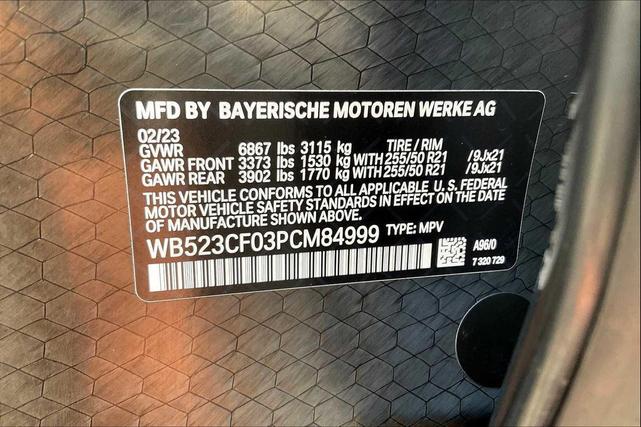 MFD BY BAYERISCHE MOTOREN WERKE AG
02/23
GVWR 6867 lbs 3115 kg TIRE / RIM
GAWR FRONT 3373 lbs 1530 kg WITH 255/50 R21 /9Jx21
GAWR REAR 3902 lbs 1770 kg WITH 255/50 R21 /9Jx21
THIS VEHICLE CONFORMS TO ALL APPLICABLE U. S. FEDERAL
MOTOR VEHICLE SAFETY STANDARDS IN EFFECT ON THE DATE
OF MANUFACTURE SHOWN ABOVE.
WB523CF03PCM84999 TYPE: MPV
A96/0
7 320 729